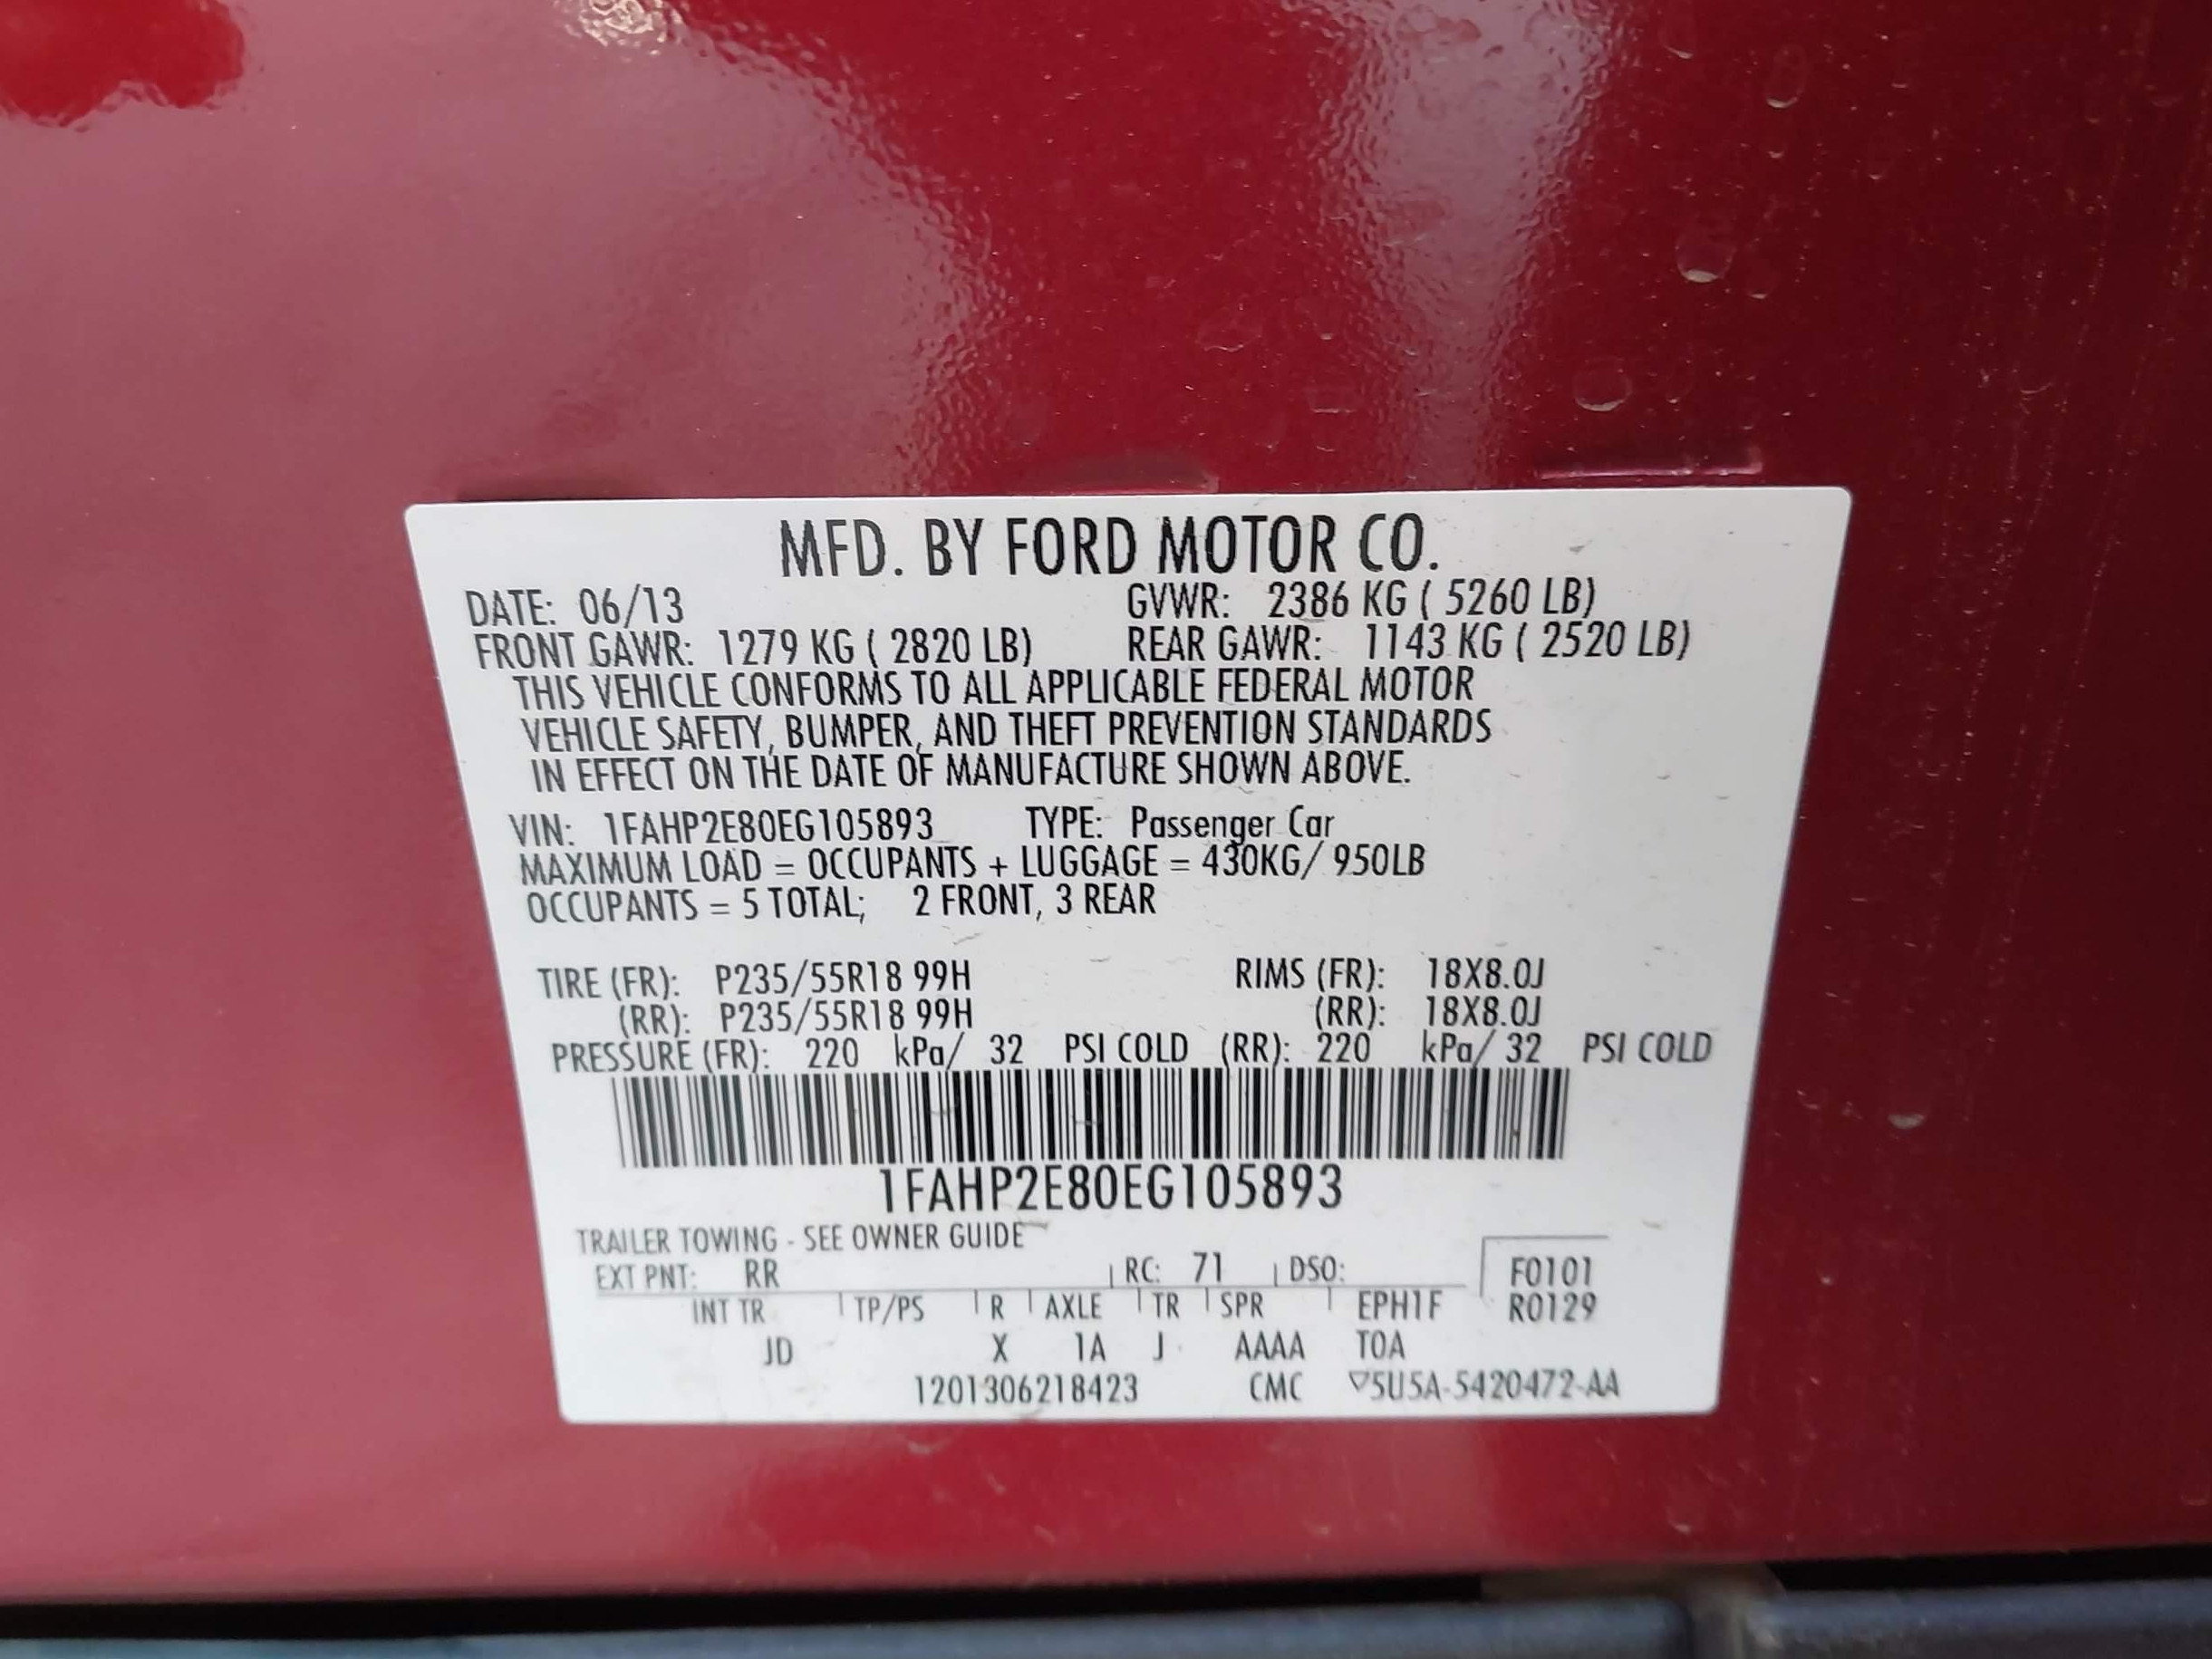 MFD. BY FORD MOTOR CO.
DATE: 06/13 GVWR: 2386 KG ( 5260 LB)
FRONT GAWR: 1279 KG ( 2820 LB) REAR GAWR: 1143 KG ( 2520 LB)
THIS VEHICLE CONFORMS TO ALL APPLICABLE FEDERAL MOTOR
VEHICLE SAFETY, BUMPER, AND THEFT PREVENTION STANDARDS
IN EFFECT ON THE DATE OF MANUFACTURE SHOWN ABOVE.
VIN: 1FAHP2E80EG105893 TYPE: Passenger Car
MAXIMUM LOAD = OCCUPANTS + LUGGAGE = 430KG/ 950LB
OCCUPANTS = 5 TOTAL; 2 FRONT, 3 REAR
TIRE (FR): P235/55R18 99H RIMS (FR): 18X8.0J
(RR): P235/55R18 99H (RR): 18X8.0J
PRESSURE (FR): 220 kPa/ 32 PSI COLD (RR): 220 kPa/ 32 PSI COLD
1FAHP2E80EG105893
TRAILER TOWING - SEE OWNER GUIDE
EXT PNT: RR RC: 71 DSO: F0101
INT TR TP/PS R AXLE TR SPR EPH1F R0129
JD X 1A J AAAA TOA
1201306218423 CMC ▽5U5A-5420472-AA